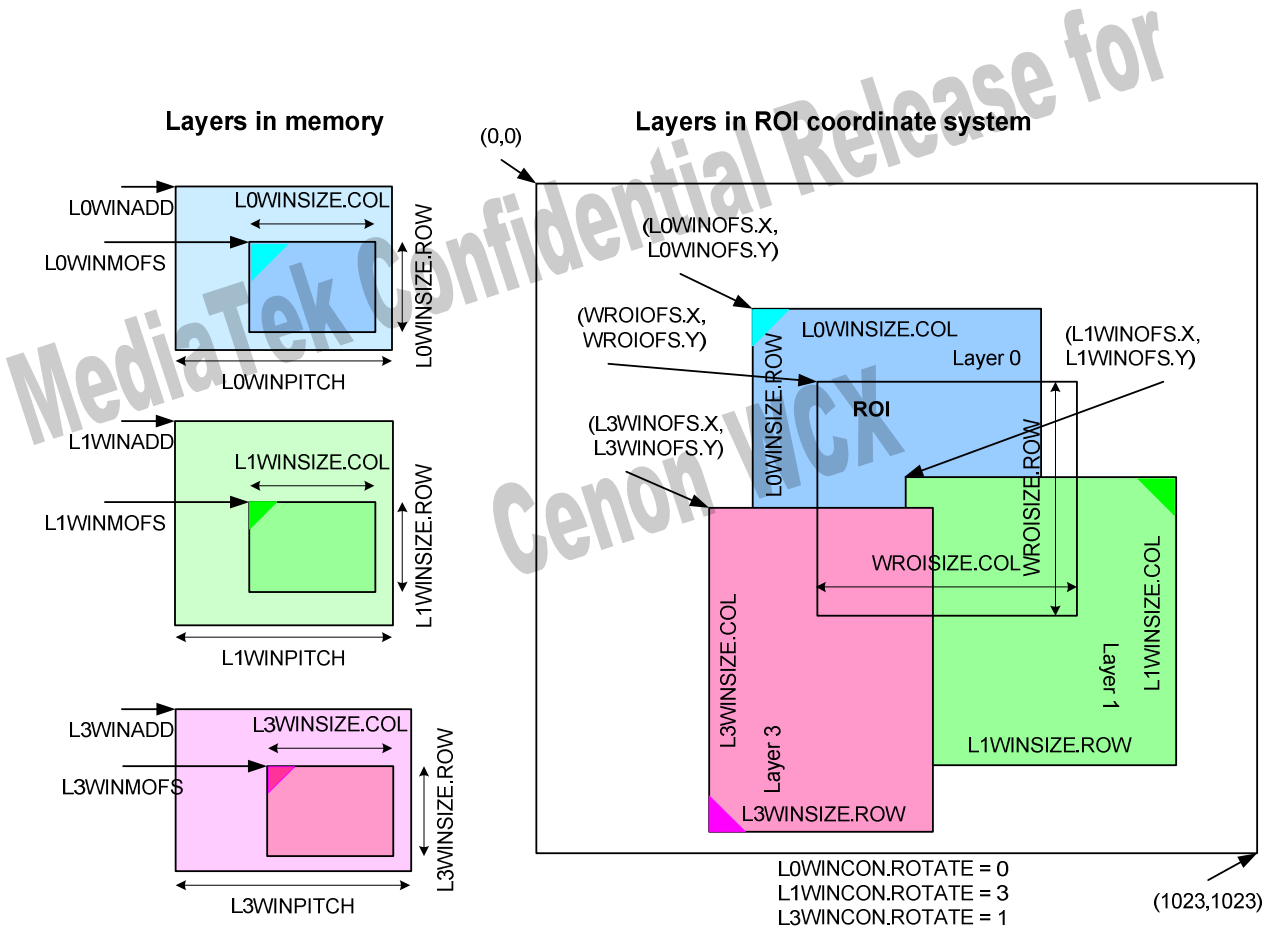 MediaTek Confidential Release for
Cenon WCX
Layers in memory
L0WINADD
L0WINSIZE.COL
L0WINMOFS
L0WINSIZE.ROW
L0WINPITCH
L1WINADD
L1WINSIZE.COL
L1WINMOFS
L1WINSIZE.ROW
L1WINPITCH
L3WINADD
L3WINSIZE.COL
L3WINMOFS
L3WINSIZE.ROW
L3WINPITCH
Layers in ROI coordinate system
(0,0)
(L0WINOFS.X,
L0WINOFS.Y)
(WROIOFS.X,
WROIOFS.Y)
L0WINSIZE.COL
L0WINSIZE.ROW
Layer 0
(L1WINOFS.X,
L1WINOFS.Y)
ROI
(L3WINOFS.X,
L3WINOFS.Y)
WROISIZE.ROW
WROISIZE.COL
L3WINSIZE.COL
Layer 3
L3WINSIZE.ROW
L1WINSIZE.COL
Layer 1
L1WINSIZE.ROW
L0WINCON.ROTATE = 0
L1WINCON.ROTATE = 3
L3WINCON.ROTATE = 1
(1023,1023)